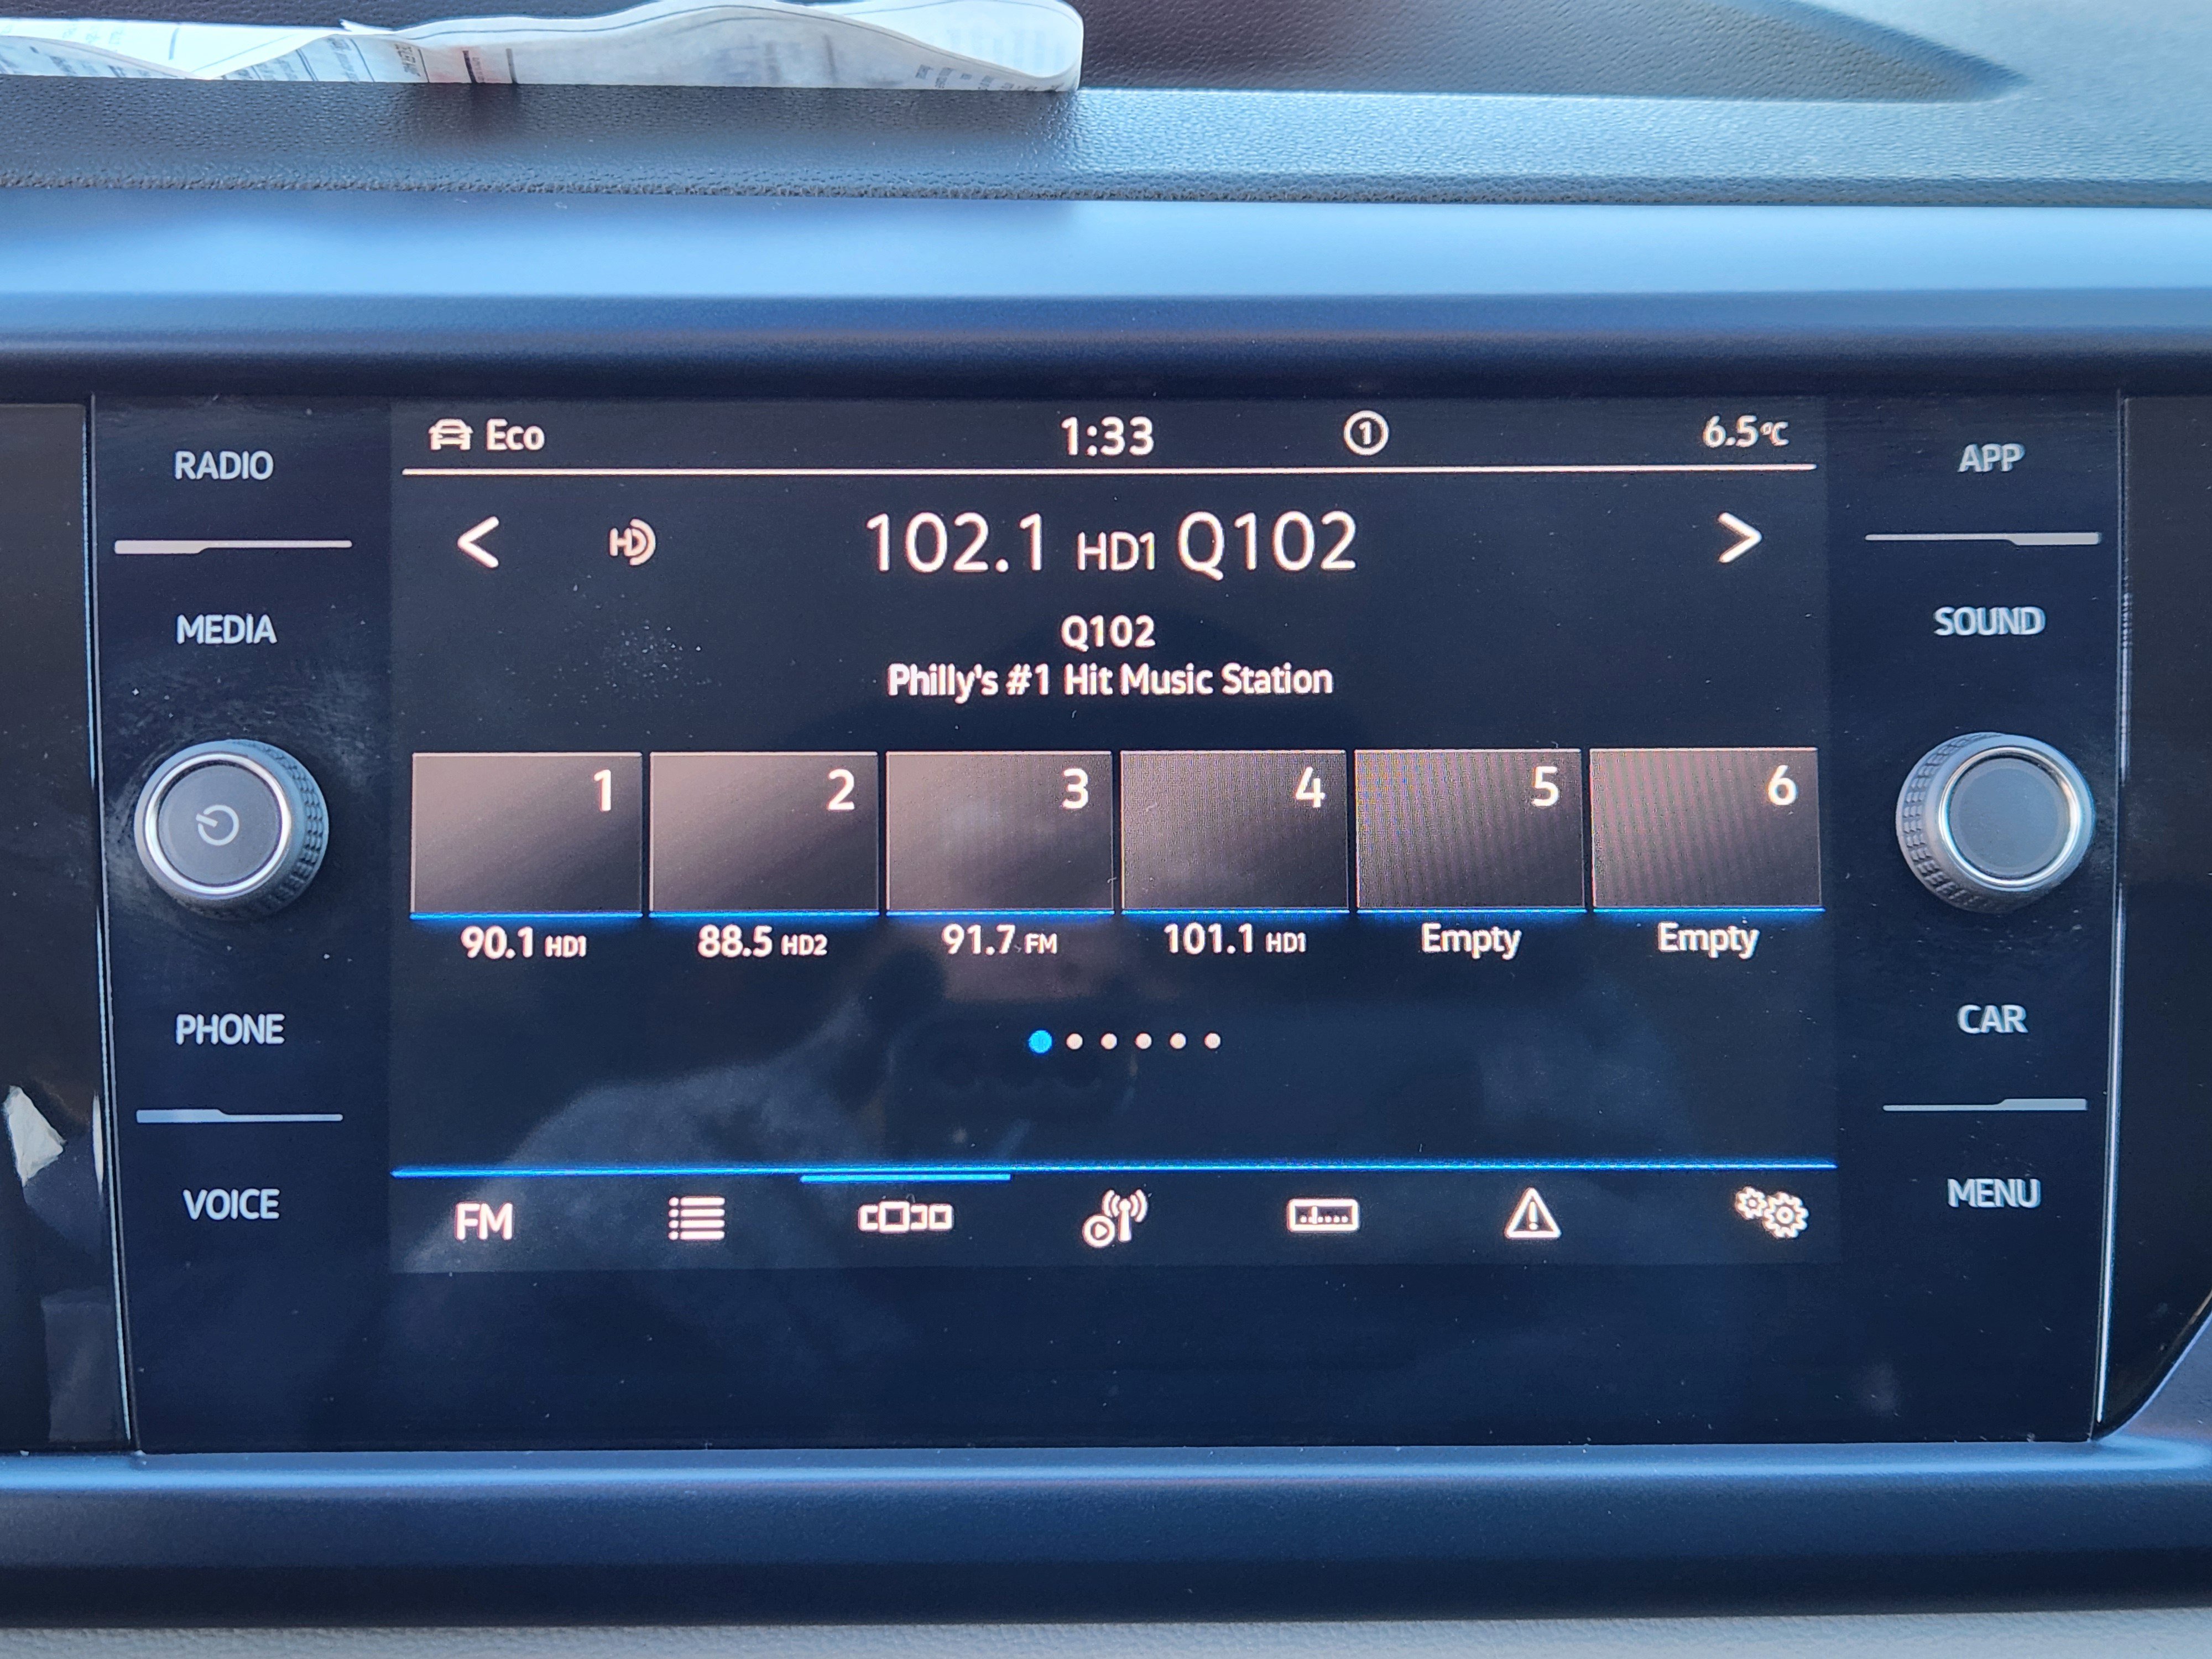 RADIO
MEDIA
PHONE
VOICE
Eco
1:33
1
6.5°C
HD
102.1 HD1 Q102
Q102
Philly's #1 Hit Music Station
1
2
3
4
5
6
90.1 HD1
88.5 HD2
91.7 FM
101.1 HD1
Empty
Empty
FM
APP
SOUND
CAR
MENU